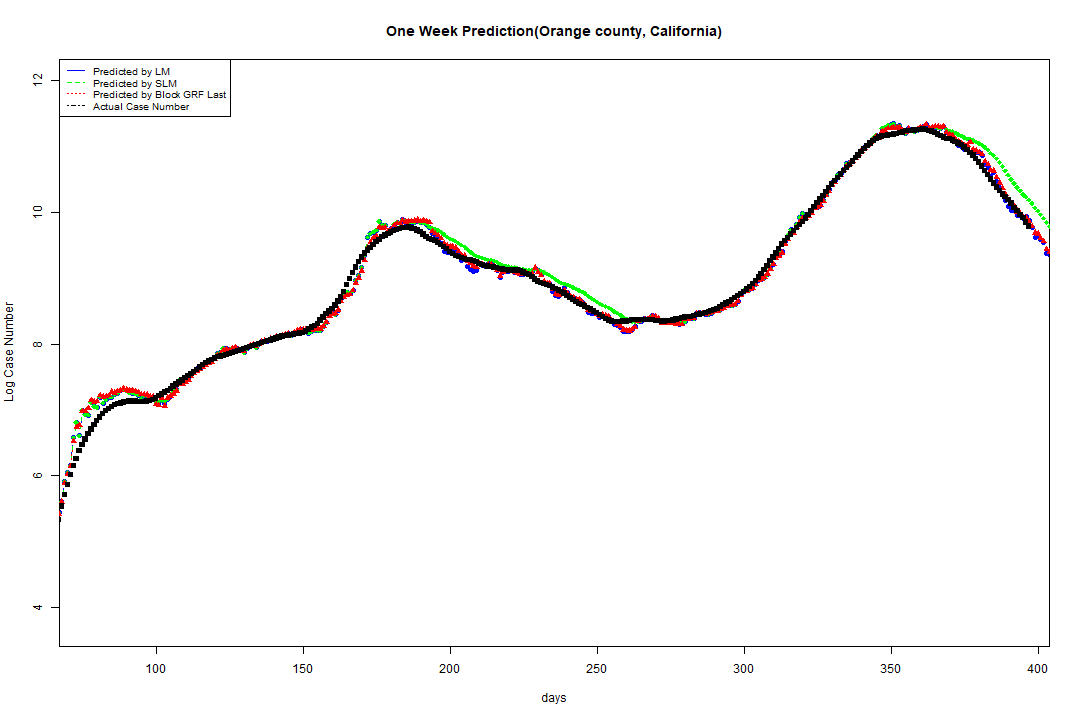 One Week Prediction(Orange county, California)
Predicted by LM
Predicted by SLM
Predicted by Block GRF Last
Actual Case Number
12
10
8
6
4
Log Case Number
100 150 200 250 300 350 400
days